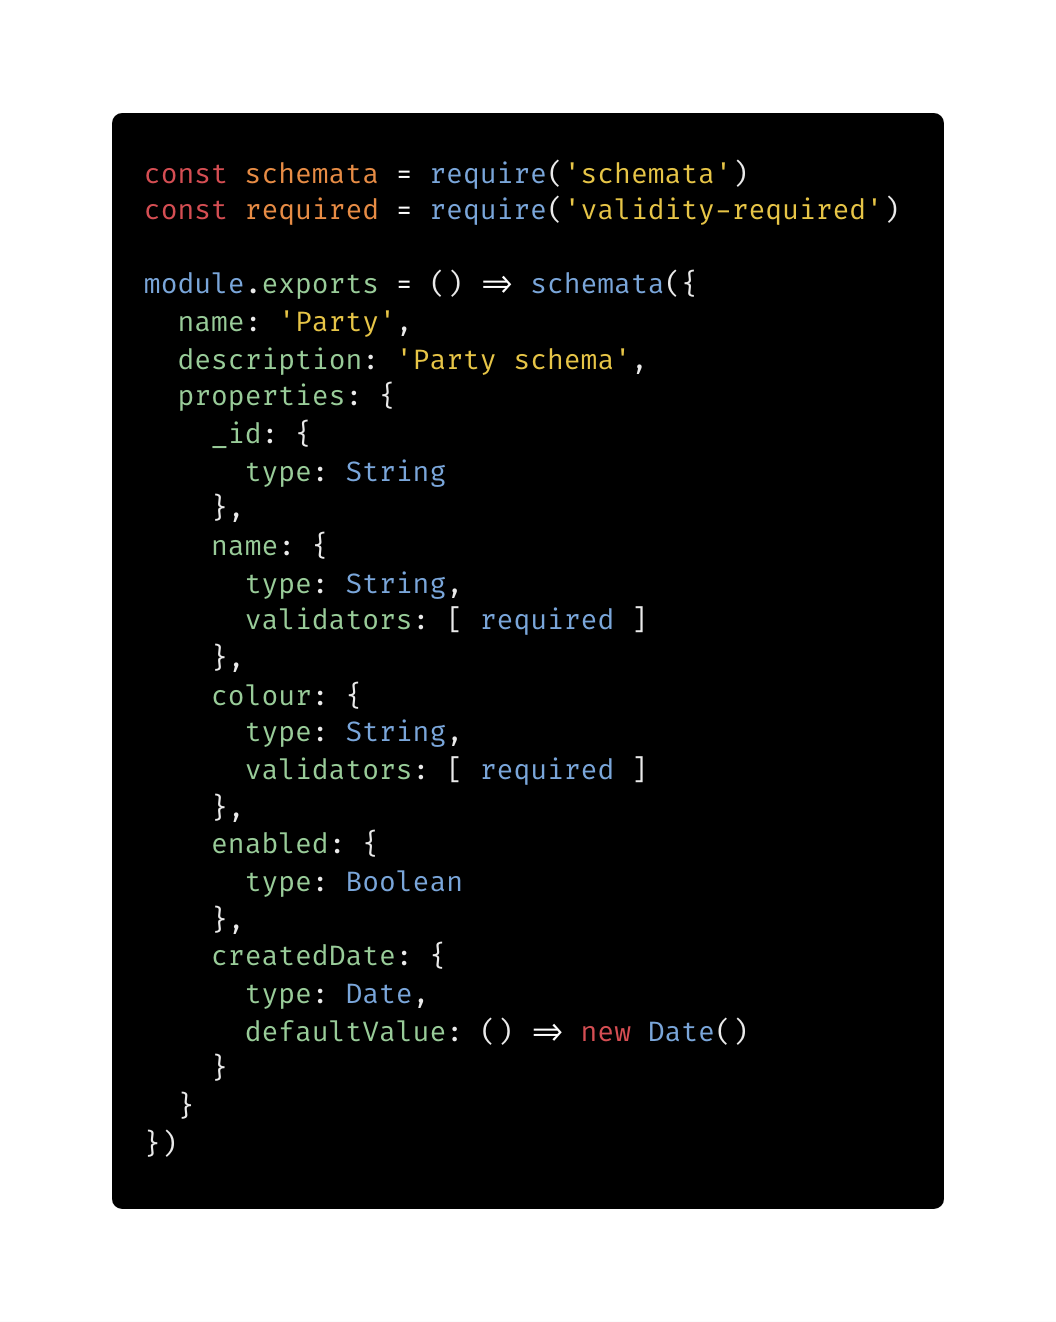 const schemata = require('schemata')
const required = require('validity-required')

module.exports = () => schemata({
  name: 'Party',
  description: 'Party schema',
  properties: {
    _id: {
      type: String
    },
    name: {
      type: String,
      validators: [ required ]
    },
    colour: {
      type: String,
      validators: [ required ]
    },
    enabled: {
      type: Boolean
    },
    createdDate: {
      type: Date,
      defaultValue: () => new Date()
    }
  }
})